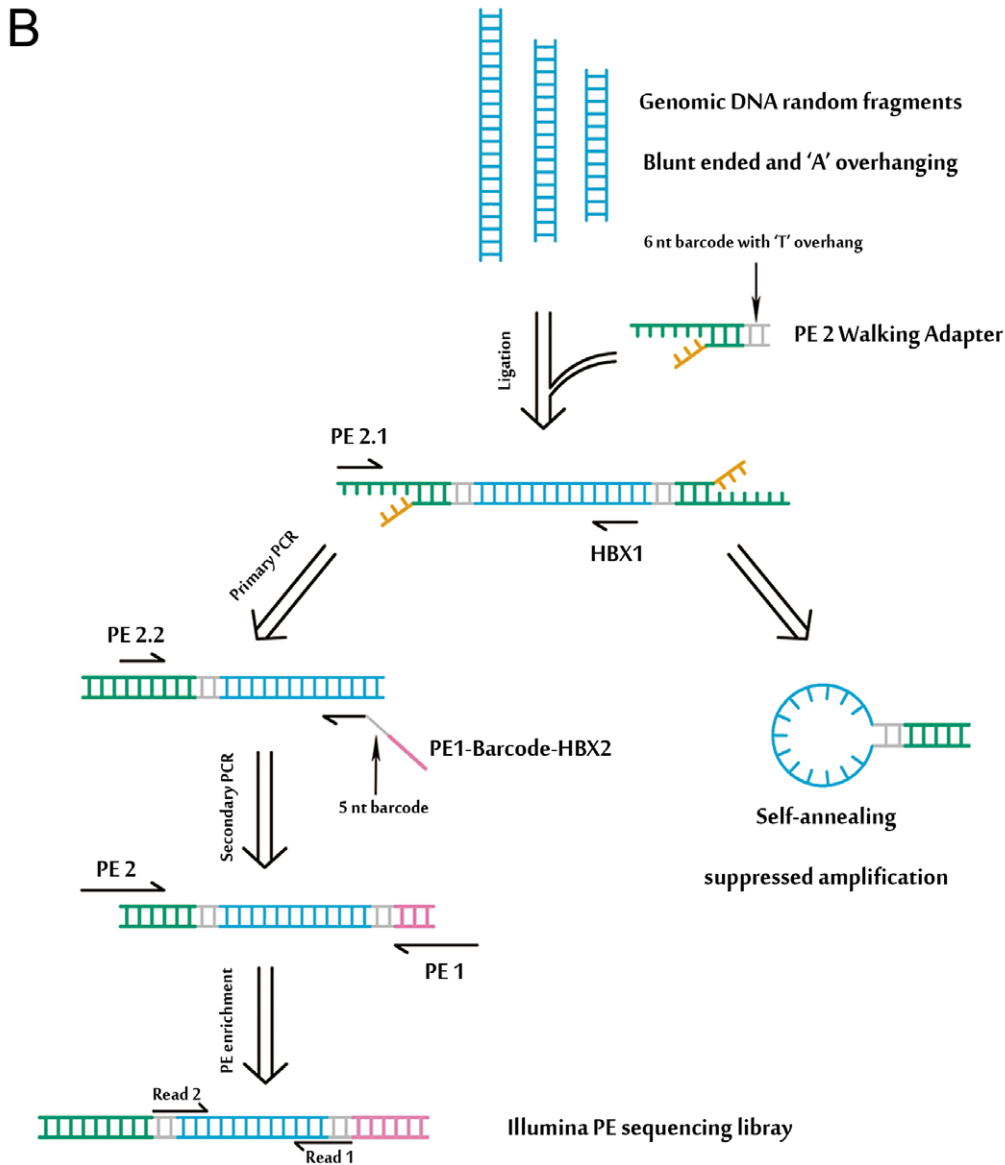 B
Genomic DNA random fragments
Blunt ended and ‘A’ overhanging
6 nt barcode with ‘T’ overhang
PE 2 Walking Adapter
Ligation
PE 2.1
HBX1
Primary PCR
PE 2.2
PE1-Barcode-HBX2
5 nt barcode
Secondary PCR
Self-annealing
suppressed amplification
PE 2
PE 1
PE enrichment
Read 2
Read 1
Illumina PE sequencing libray